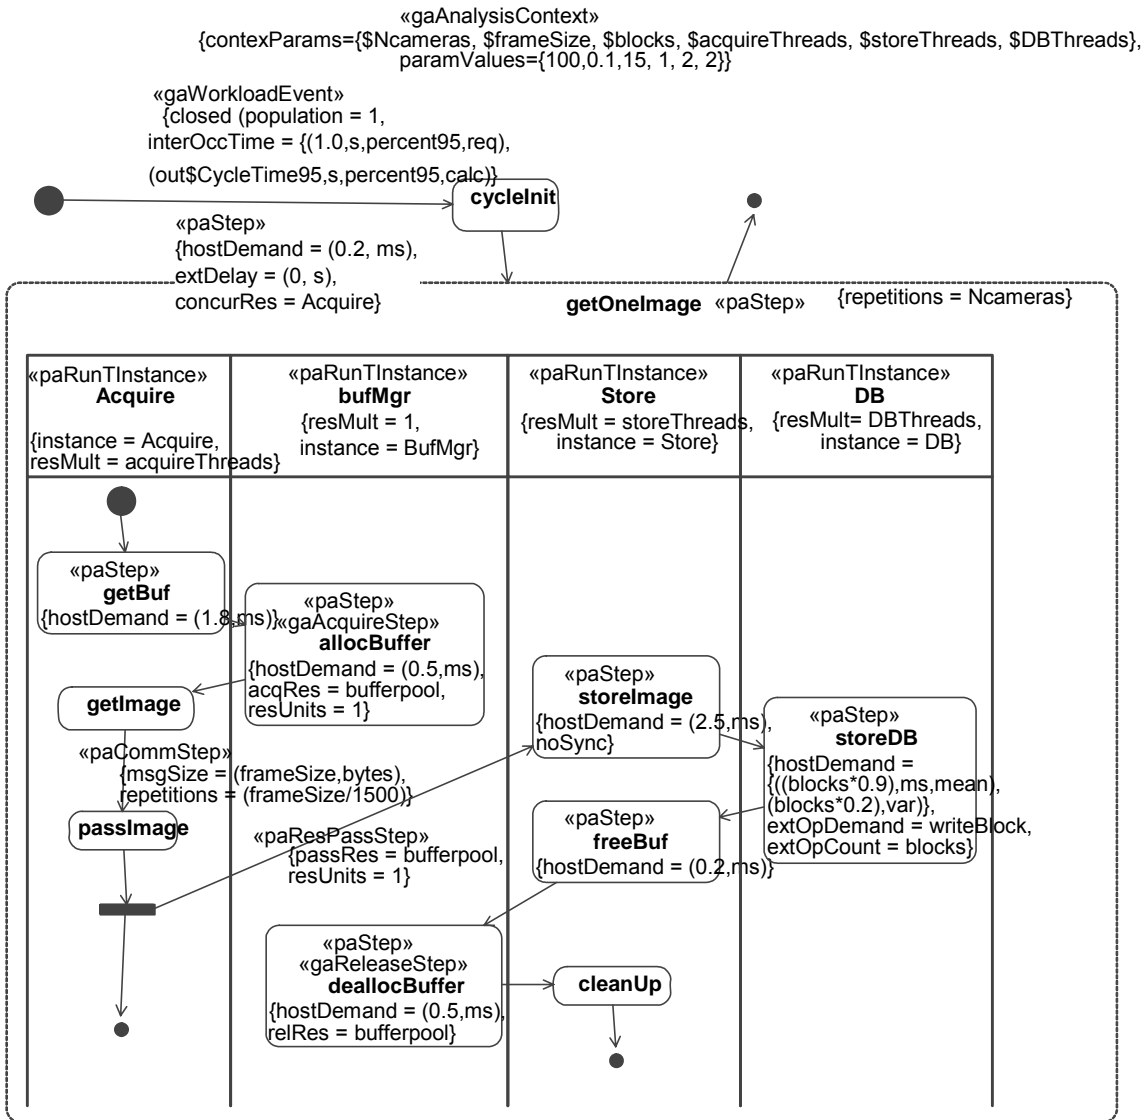 «gaAnalysisContext»
{contexParams={$Ncameras, $frameSize, $blocks, $acquireThreads, $storeThreads, $DBThreads},
paramValues={100,0.1,15, 1, 2, 2}}
«gaWorkloadEvent»
{closed (population = 1,
interOccTime = {(1.0,s,percent95,req),
(out$CycleTime95,s,percent95,calc)}
cycleInit
«paStep»
{hostDemand = (0.2, ms),
extDelay = (0, s),
concurRes = Acquire}
getOneImage «paStep» {repetitions = Ncameras}
«paRunTInstance»
Acquire
{instance = Acquire,
resMult = acquireThreads}
«paRunTInstance»
bufMgr
{resMult = 1,
instance = BufMgr}
«paRunTInstance»
Store
{resMult = storeThreads,
instance = Store}
«paRunTInstance»
DB
{resMult= DBThreads,
instance = DB}
«paStep»
getBuf
{hostDemand = (1.8,ms)}
«paStep»
«gaAcquireStep»
allocBuffer
{hostDemand = (0.5,ms),
acqRes = bufferpool,
resUnits = 1}
getImage
«paCommStep»
{msgSize = (frameSize,bytes),
repetitions = (frameSize/1500)}
passImage
«paResPassStep»
{passRes = bufferpool,
resUnits = 1}
«paStep»
storeImage
{hostDemand = (2.5,ms),
noSync}
«paStep»
storeDB
{hostDemand =
{((blocks*0.9),ms,mean),
(blocks*0.2),var)},
extOpDemand = writeBlock,
extOpCount = blocks}
«paStep»
freeBuf
{hostDemand = (0.2,ms)}
«paStep»
«gaReleaseStep»
deallocBuffer
{hostDemand = (0.5,ms),
relRes = bufferpool}
cleanUp